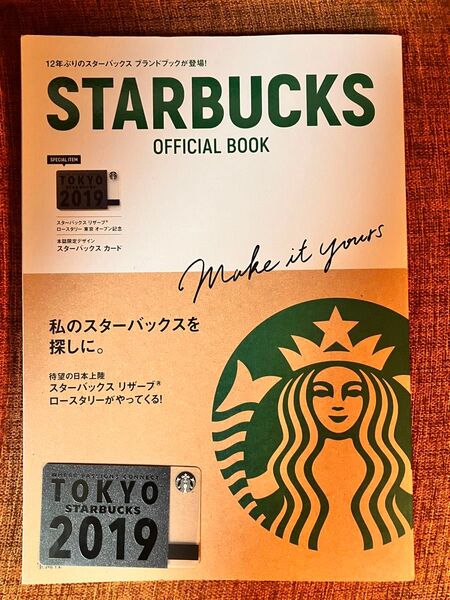 12年ぶりのスターバックス ブランドブックが登場!
STARBUCKS
OFFICIAL BOOK
SPECIAL ITEM
TOKYO
STARBUCKS
2019
スターバックス リザーブ®
ロースタリー 東京 オープン記念
本誌限定デザイン
スターバックス カード
Make it yours
私のスターバックスを
探しに。
待望の日本上陸
スターバックス リザーブ®
ロースタリーがやってくる!
WHERE PASSIONS CONNECT
TOKYO
STARBUCKS
2019